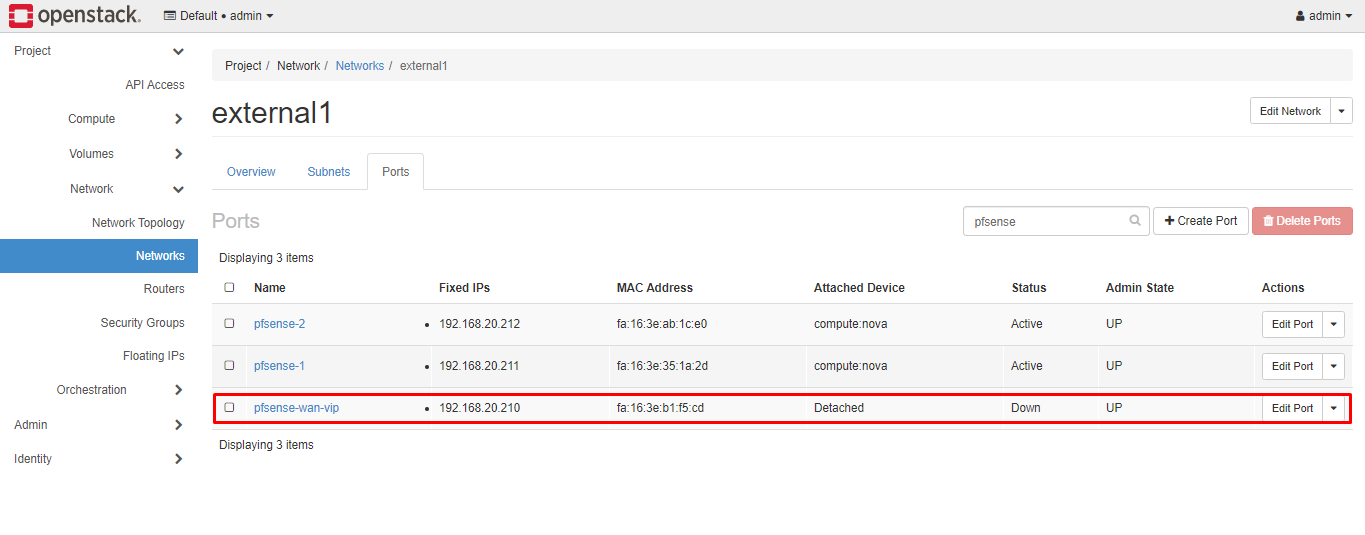 openstack. Default • admin admin
Project
API Access
Compute
Volumes
Network
Network Topology
Networks
Routers
Security Groups
Floating IPs
Orchestration
Admin
Identity
Project / Network / Networks / external1
external1
Edit Network
Overview Subnets Ports
Ports
pfsense Create Port Delete Ports
Displaying 3 items
Name Fixed IPs MAC Address Attached Device Status Admin State Actions
pfsense-2 • 192.168.20.212 fa:16:3e:ab:1c:e0 compute:nova Active UP Edit Port
pfsense-1 • 192.168.20.211 fa:16:3e:35:1a:2d compute:nova Active UP Edit Port
pfsense-wan-vip • 192.168.20.210 fa:16:3e:b1:f5:cd Detached Down UP Edit Port
Displaying 3 items